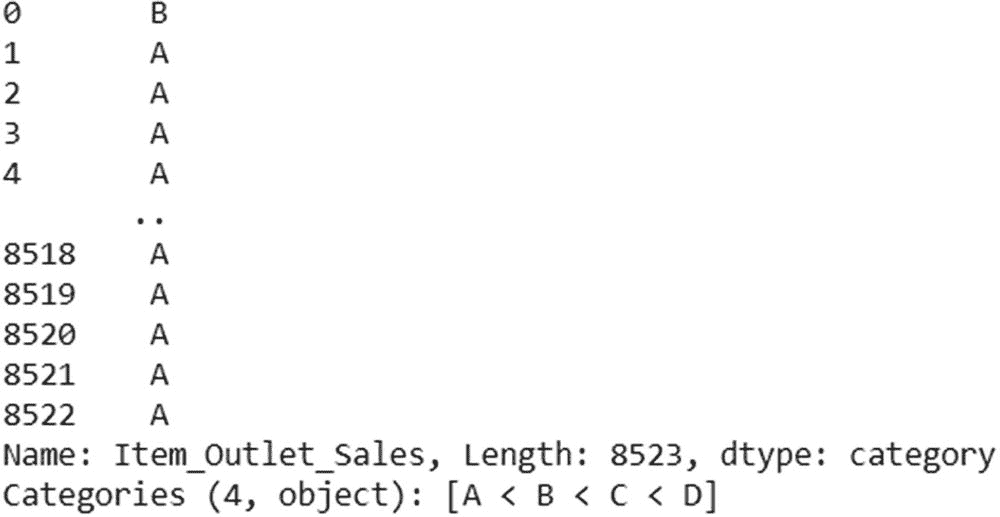 0       B
1       A
2       A
3       A
4       A
       ..
8518    A
8519    A
8520    A
8521    A
8522    A
Name: Item_Outlet_Sales, Length: 8523, dtype: category
Categories (4, object): [A < B < C < D]